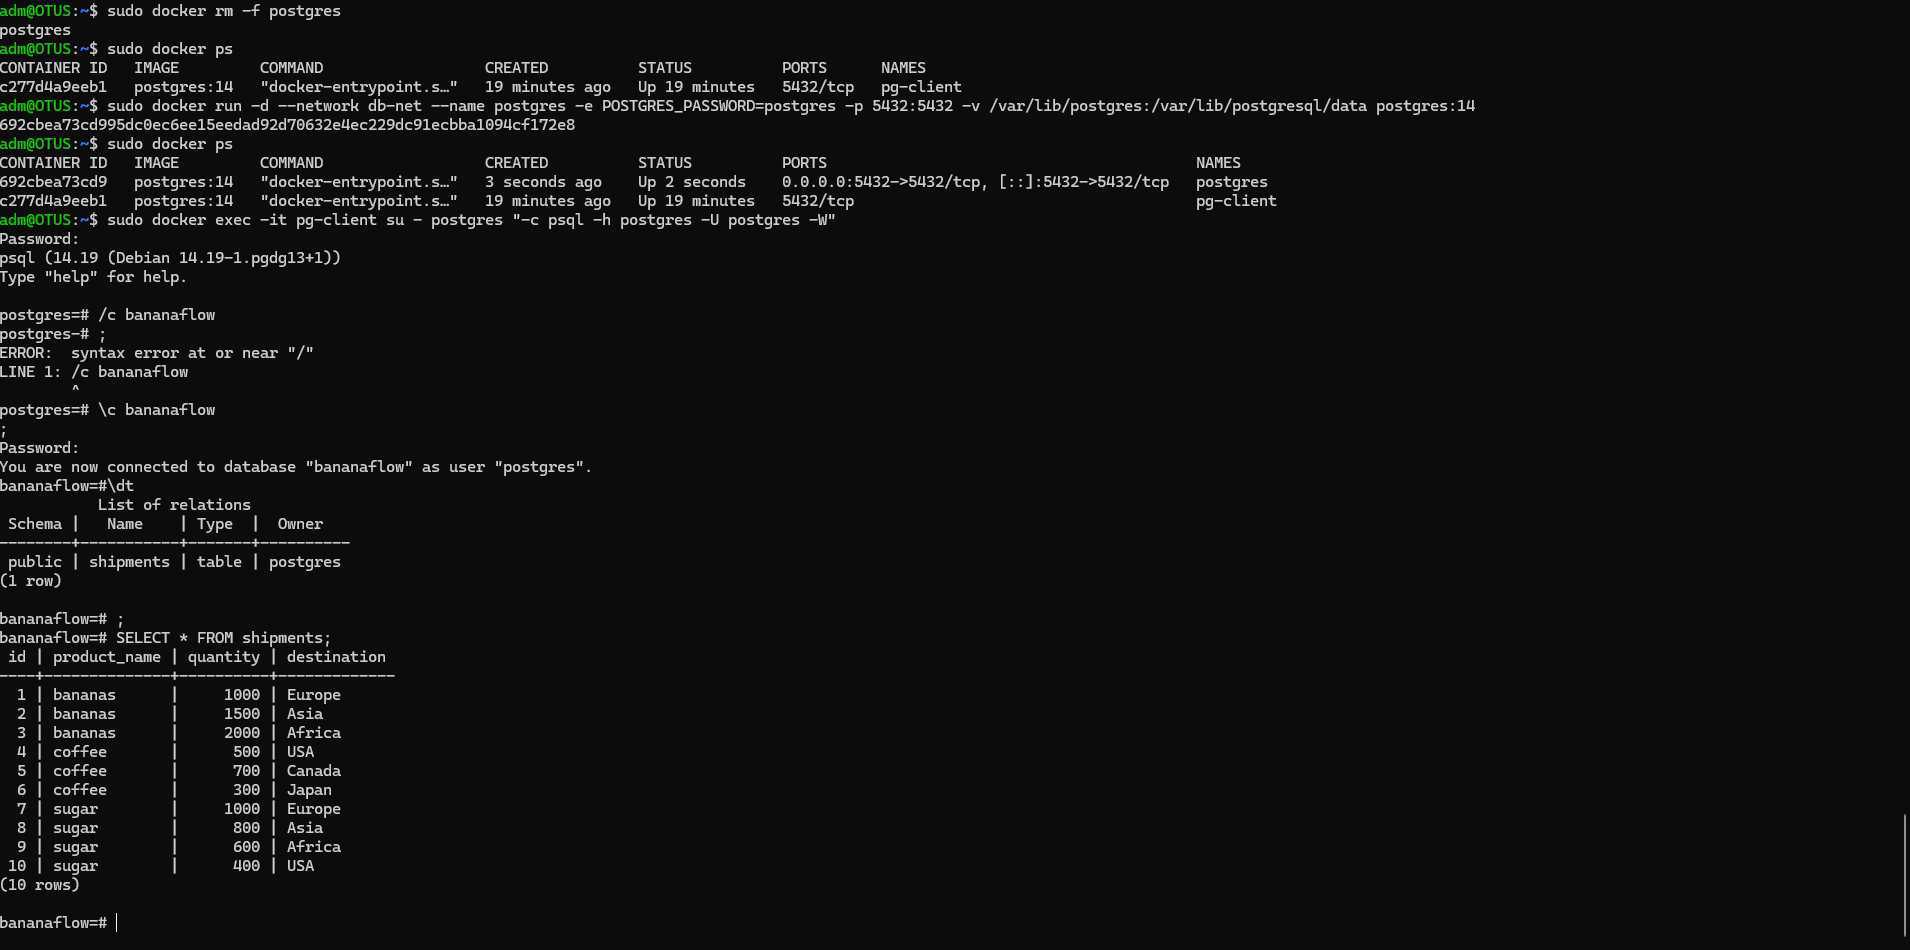 adm@OTUS:~$ sudo docker rm -f postgres
postgres
adm@OTUS:~$ sudo docker ps
CONTAINER ID   IMAGE         COMMAND                  CREATED          STATUS          PORTS      NAMES
c277d4a9eeb1   postgres:14   "docker-entrypoint.s…"   19 minutes ago   Up 19 minutes   5432/tcp   pg-client
adm@OTUS:~$ sudo docker run -d --network db-net --name postgres -e POSTGRES_PASSWORD=postgres -p 5432:5432 -v /var/lib/postgres:/var/lib/postgresql/data postgres:14
692cbea73cd995dc0ec6ee15eedad92d70632e4ec229dc91ecbba1094cf172e8
adm@OTUS:~$ sudo docker ps
CONTAINER ID   IMAGE         COMMAND                  CREATED          STATUS          PORTS                                         NAMES
692cbea73cd9   postgres:14   "docker-entrypoint.s…"   3 seconds ago    Up 2 seconds    0.0.0.0:5432->5432/tcp, [::]:5432->5432/tcp   postgres
c277d4a9eeb1   postgres:14   "docker-entrypoint.s…"   19 minutes ago   Up 19 minutes   5432/tcp                                      pg-client
adm@OTUS:~$ sudo docker exec -it pg-client su - postgres "-c psql -h postgres -U postgres -W"
Password:
psql (14.19 (Debian 14.19-1.pgdg13+1))
Type "help" for help.

postgres=# /c bananaflow
postgres-# ;
ERROR:  syntax error at or near "/"
LINE 1: /c bananaflow
        ^
postgres=# \c bananaflow
;
Password:
You are now connected to database "bananaflow" as user "postgres".
bananaflow=#\dt
           List of relations
 Schema |   Name    | Type  |  Owner
--------+-----------+-------+----------
 public | shipments | table | postgres
(1 row)

bananaflow=# ;
bananaflow=# SELECT * FROM shipments;
 id | product_name | quantity | destination
----+--------------+----------+-------------
  1 | bananas      |     1000 | Europe
  2 | bananas      |     1500 | Asia
  3 | bananas      |     2000 | Africa
  4 | coffee       |      500 | USA
  5 | coffee       |      700 | Canada
  6 | coffee       |      300 | Japan
  7 | sugar        |     1000 | Europe
  8 | sugar        |      800 | Asia
  9 | sugar        |      600 | Africa
 10 | sugar        |      400 | USA
(10 rows)

bananaflow=#